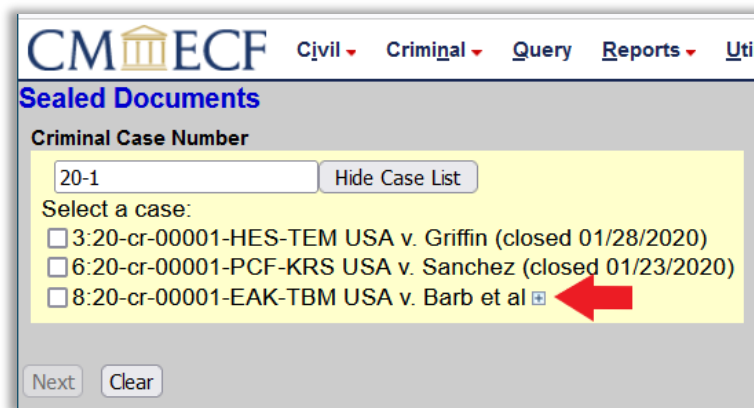 CM ECF Civil Criminal Query Reports Uti
Sealed Documents
Criminal Case Number
20-1 Hide Case List
Select a case:
3:20-cr-00001-HES-TEM USA v. Griffin (closed 01/28/2020)
6:20-cr-00001-PCF-KRS USA v. Sanchez (closed 01/23/2020)
8:20-cr-00001-EAK-TBM USA v. Barb et al
Next Clear